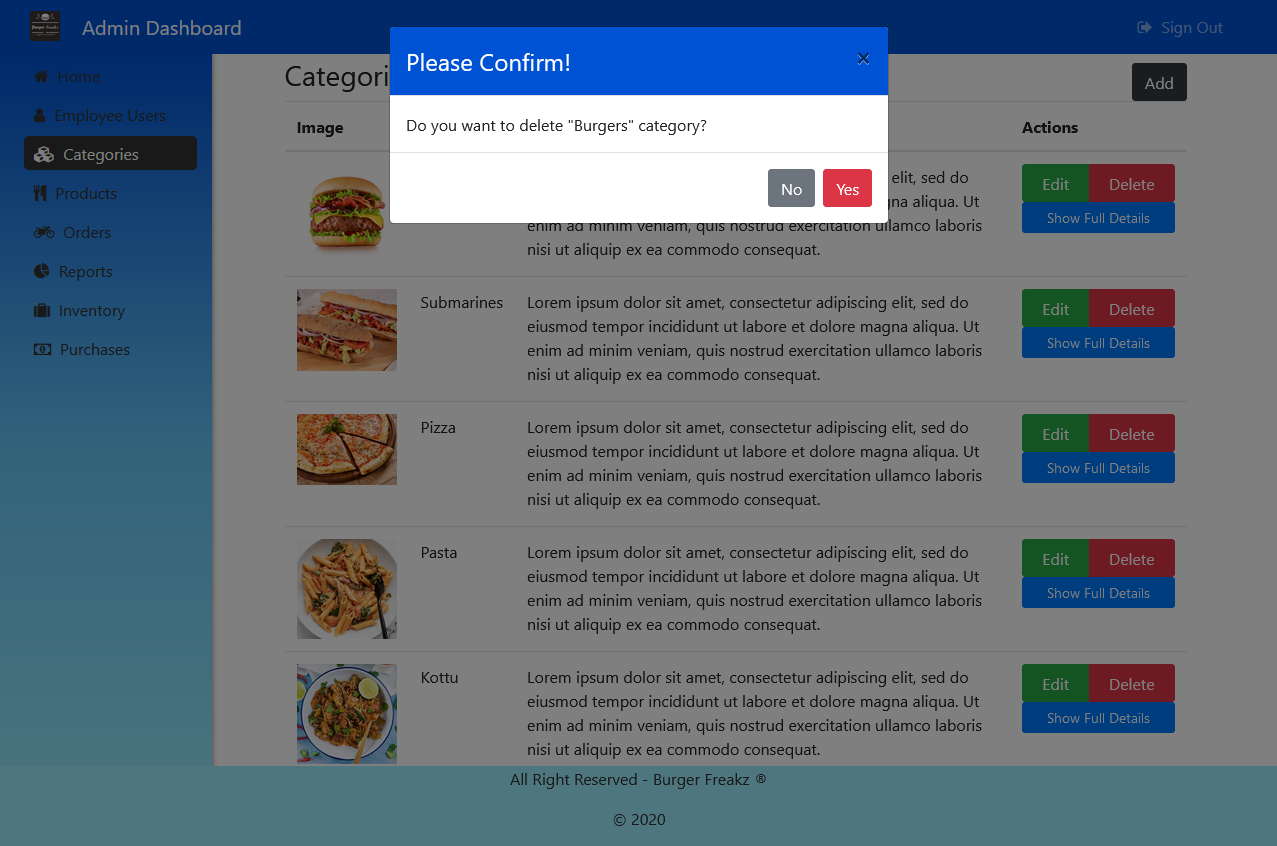 Admin Dashboard
Sign Out
Please Confirm!
×
Do you want to delete "Burgers" category?
No
Yes
Home
Employee Users
Categories
Products
Orders
Reports
Inventory
Purchases
Add
Image
Actions
elit, sed do
Ut
enim ad minim veniam, quis nostrud exercitation ullamco laboris
nisi ut aliquip ex ea commodo consequat.
Edit
Delete
Show Full Details
Submarines
Lorem ipsum dolor sit amet, consectetur adipiscing elit, sed do
eiusmod tempor incididunt ut labore et dolore magna aliqua. Ut
enim ad minim veniam, quis nostrud exercitation ullamco laboris
nisi ut aliquip ex ea commodo consequat.
Edit
Delete
Show Full Details
Pizza
Lorem ipsum dolor sit amet, consectetur adipiscing elit, sed do
eiusmod tempor incididunt ut labore et dolore magna aliqua. Ut
enim ad minim veniam, quis nostrud exercitation ullamco laboris
nisi ut aliquip ex ea commodo consequat.
Edit
Delete
Show Full Details
Pasta
Lorem ipsum dolor sit amet, consectetur adipiscing elit, sed do
eiusmod tempor incididunt ut labore et dolore magna aliqua. Ut
enim ad minim veniam, quis nostrud exercitation ullamco laboris
nisi ut aliquip ex ea commodo consequat.
Edit
Delete
Show Full Details
Kottu
Lorem ipsum dolor sit amet, consectetur adipiscing elit, sed do
eiusmod tempor incididunt ut labore et dolore magna aliqua. Ut
enim ad minim veniam, quis nostrud exercitation ullamco laboris
nisi ut aliquip ex ea commodo consequat.
Edit
Delete
Show Full Details
All Right Reserved - Burger Freakz ®
© 2020